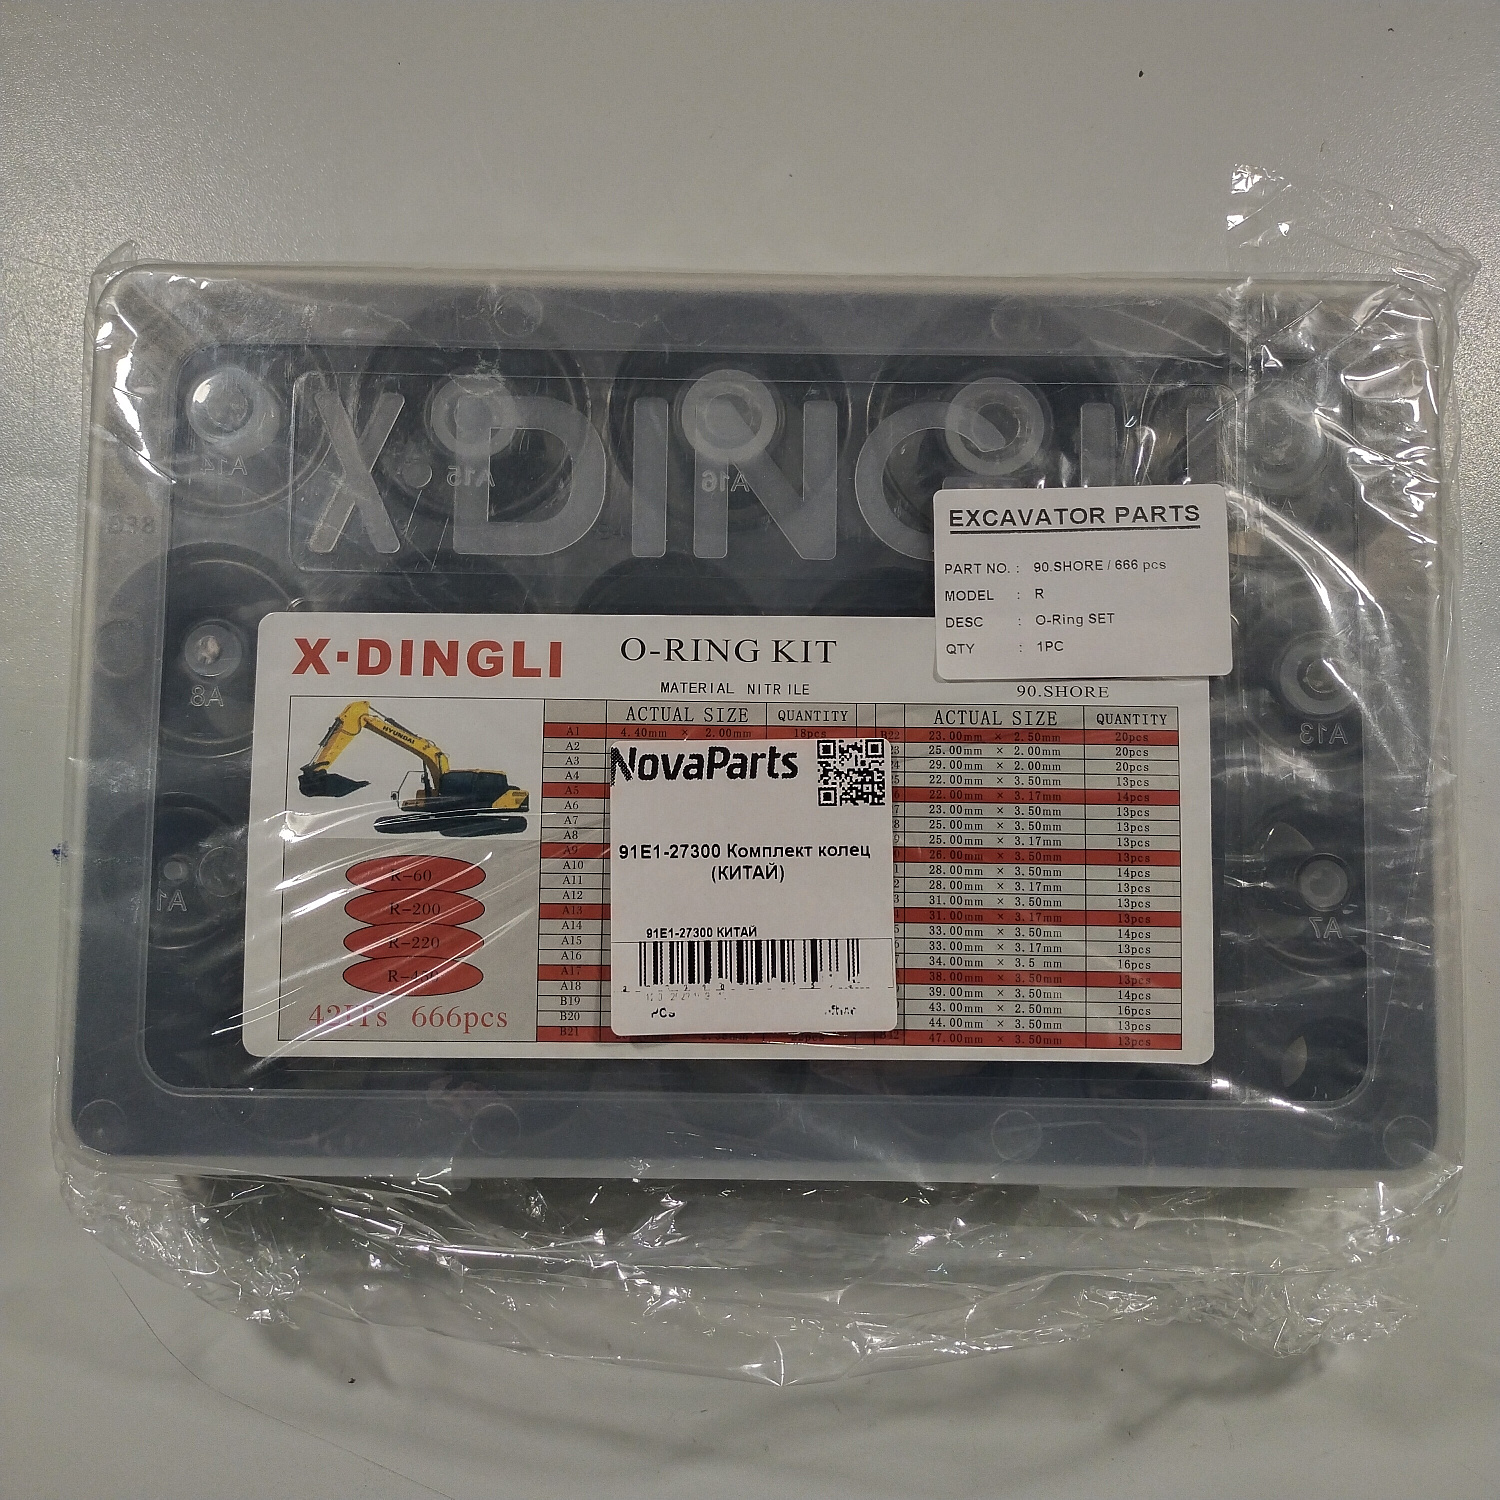 X DINGLI
A14
A15
A16
A8
A13
A7
EXCAVATOR PARTS
PART NO. : 90.SHORE / 666 pcs
MODEL : R
DESC : O-Ring SET
QTY : 1PC
X·DINGLI O-RING KIT
MATERIAL NITRILE 90.SHORE
HYUNDAI
ACTUAL SIZE QUANTITY ACTUAL SIZE QUANTITY
A1 4.40mm × 2.00mm 18pcs B22 23.00mm × 2.50mm 20pcs
A2 25.00mm × 2.00mm 20pcs
A3 29.00mm × 2.00mm 20pcs
A4 22.00mm × 3.50mm 13pcs
A5 22.00mm × 3.17mm 14pcs
A6 23.00mm × 3.50mm 13pcs
A7 25.00mm × 3.50mm 13pcs
A8 25.00mm × 3.17mm 13pcs
A9 26.00mm × 3.50mm 13pcs
A10 28.00mm × 3.50mm 14pcs
A11 28.00mm × 3.17mm 13pcs
A12 31.00mm × 3.50mm 13pcs
A13 31.00mm × 3.17mm 13pcs
A14 33.00mm × 3.50mm 14pcs
A15 33.00mm × 3.17mm 13pcs
A16 34.00mm × 3.5 mm 16pcs
A17 38.00mm × 3.50mm 13pcs
A18 39.00mm × 3.50mm 14pcs
B19 43.00mm × 2.50mm 16pcs
B20 44.00mm × 3.50mm 13pcs
B21 47.00mm × 3.50mm 13pcs
R-60
R-200
R-220
666pcs
NovaParts
91E1-27300 Комплект колец
(КИТАЙ)
91E1-27300 КИТАЙ
PCS